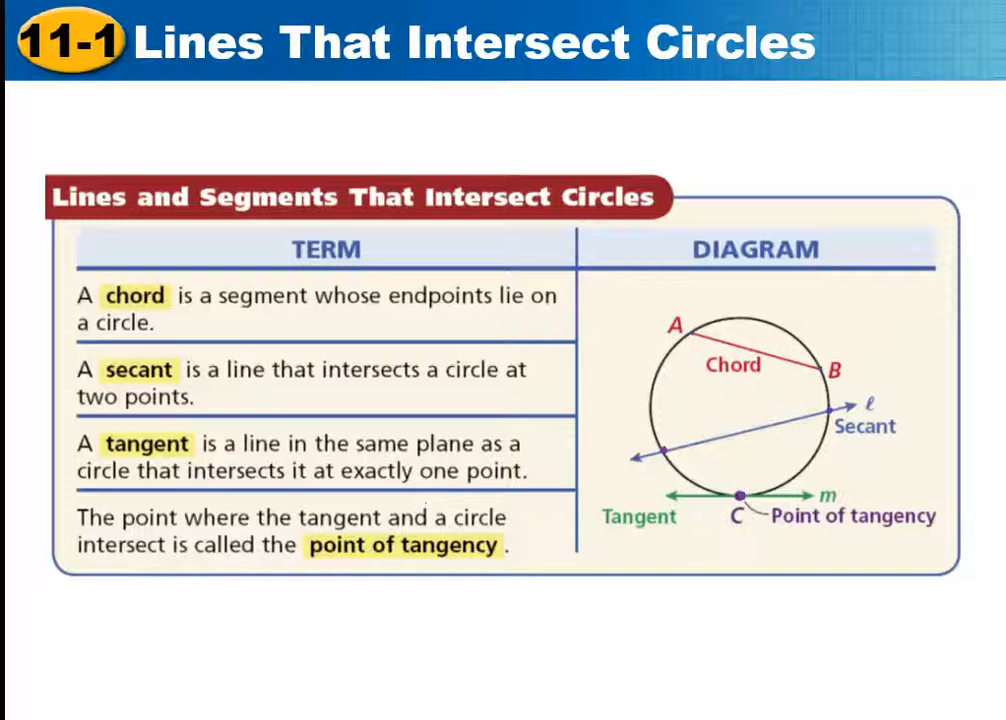 11-1 Lines That Intersect Circles
Lines and Segments That Intersect Circles
TERM
DIAGRAM
A chord is a segment whose endpoints lie on
a circle.
A secant is a line that intersects a circle at
two points.
A tangent is a line in the same plane as a
circle that intersects it at exactly one point.
The point where the tangent and a circle
intersect is called the point of tangency.
A
Chord
B
ℓ
Secant
m
Tangent
C
Point of tangency